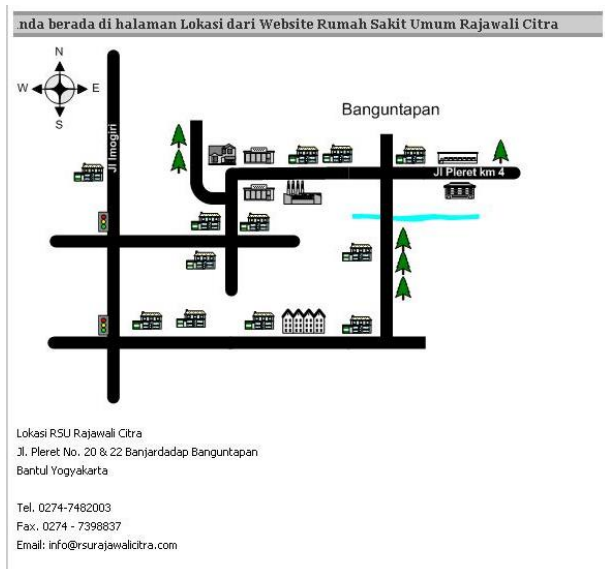 nda berada di halaman Lokasi dari Website Rumah Sakit Umum Rajawali Citra
N
W E
S
Banguntapan
Jl Imogiri
Jl Pleret km 4
Lokasi RSU Rajawali Citra
Jl. Pleret No. 20 & 22 Banjardadap Banguntapan
Bantul Yogyakarta
Tel. 0274-7482003
Fax. 0274 - 7398837
Email: info@rsurajawalicitra.com